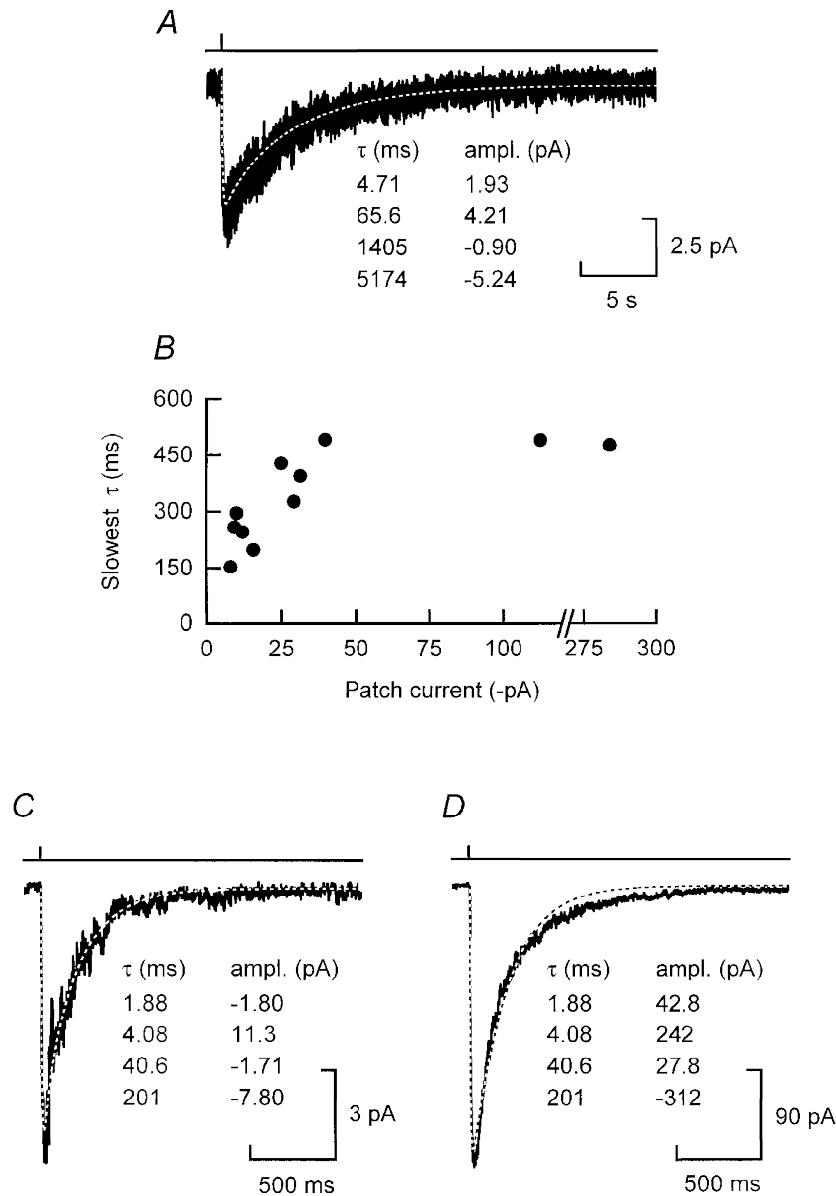 A
τ (ms) ampl. (pA)
4.71 1.93
65.6 4.21
1405 -0.90
5174 -5.24
2.5 pA
5 s
B
600
450
300
150
0
Slowest τ (ms)
0 25 50 75 100 275 300
Patch current (-pA)
C
τ (ms) ampl. (pA)
1.88 -1.80
4.08 11.3
40.6 -1.71
201 -7.80
3 pA
500 ms
D
τ (ms) ampl. (pA)
1.88 42.8
4.08 242
40.6 27.8
201 -312
90 pA
500 ms